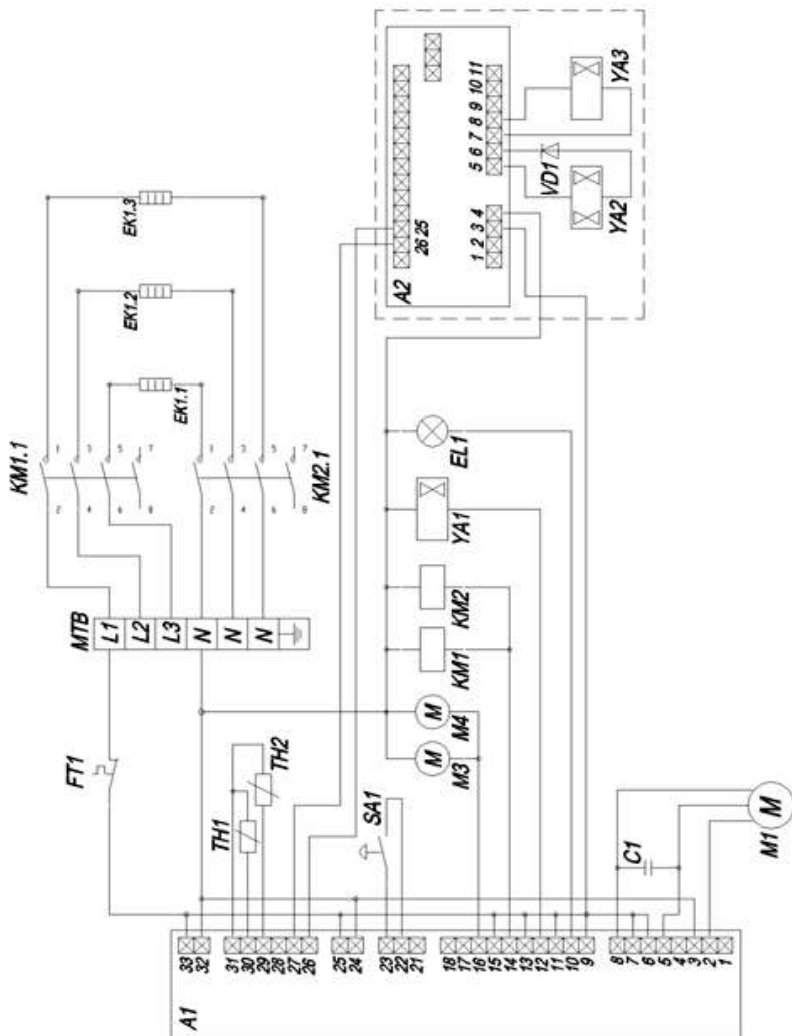 A1
33
32
31
30
29
28
27
26
25
24
23
22
21
18
17
16
15
14
13
12
11
10
9
8
7
6
5
4
3
2
1
FT1
TH1
TH2
SA1
C1
M
M1
MTB
L1
L2
L3
N
N
N
M
M3
M
M4
KM1
KM2
YA1
EL1
KM1.1
1
3
5
7
2
4
6
8
KM2.1
1
3
5
7
2
4
6
8
EK1.1
EK1.2
EK1.3
A2
26 25
1 2 3 4
5 6 7 8 9 10 11
VD1
YA2
YA3